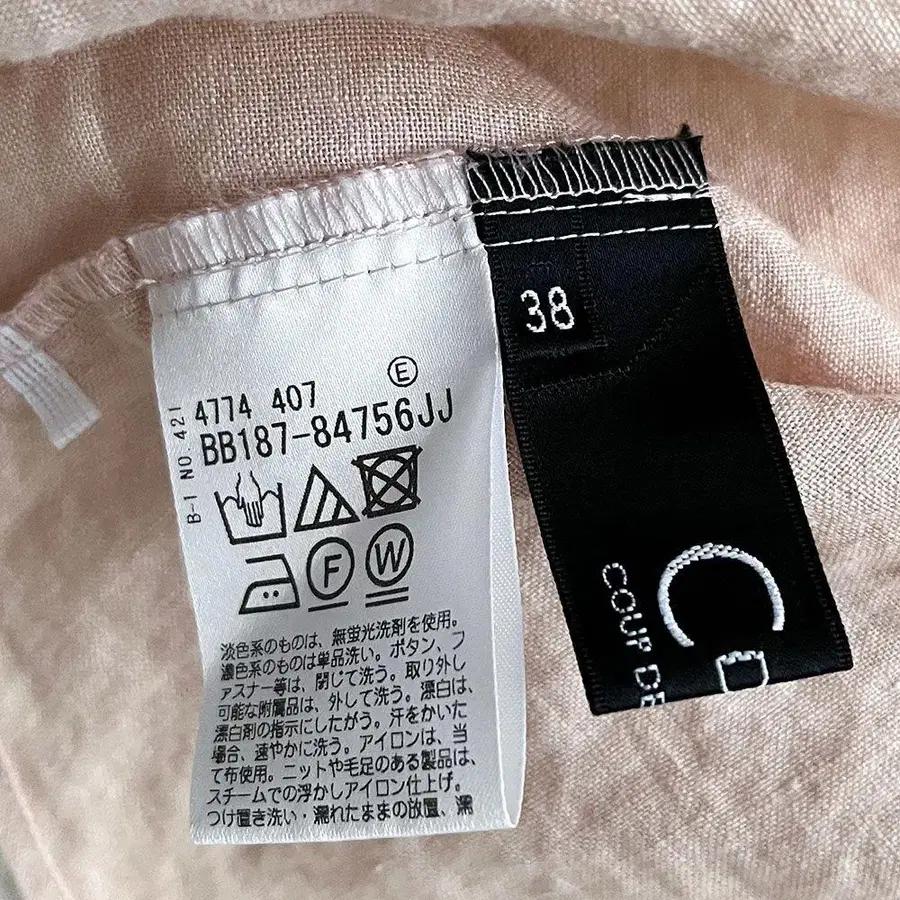 38
Ⓔ
4774 407
BB187-84756JJ
B-1 NO.421
F
W
淡色系のものは、無蛍光洗剤を使用。
濃色系のものは単品洗い。ボタン、フ
ァスナー等は、閉じて洗う。取り外し
可能な附属品は、外して洗う。漂白は、
漂白剤の指示にしたがう。汗をかいた
場合、速やかに洗う。アイロンは、当
て布使用。ニットや毛足のある製品は、
スチームでの浮かしアイロン仕上げ。
つけ置き洗い・濡れたままの放置、濡
C
COUP DE